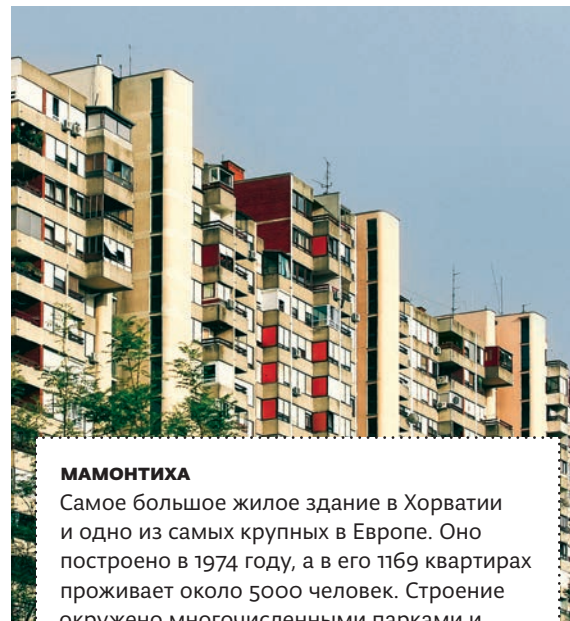 МАМОНТИХА
Самое большое жилое здание в Хорватии
и одно из самых крупных в Европе. Оно
построено в 1974 году, а в его 1169 квартирах
проживает около 5000 человек. Строение
окружено многочисленными парками и